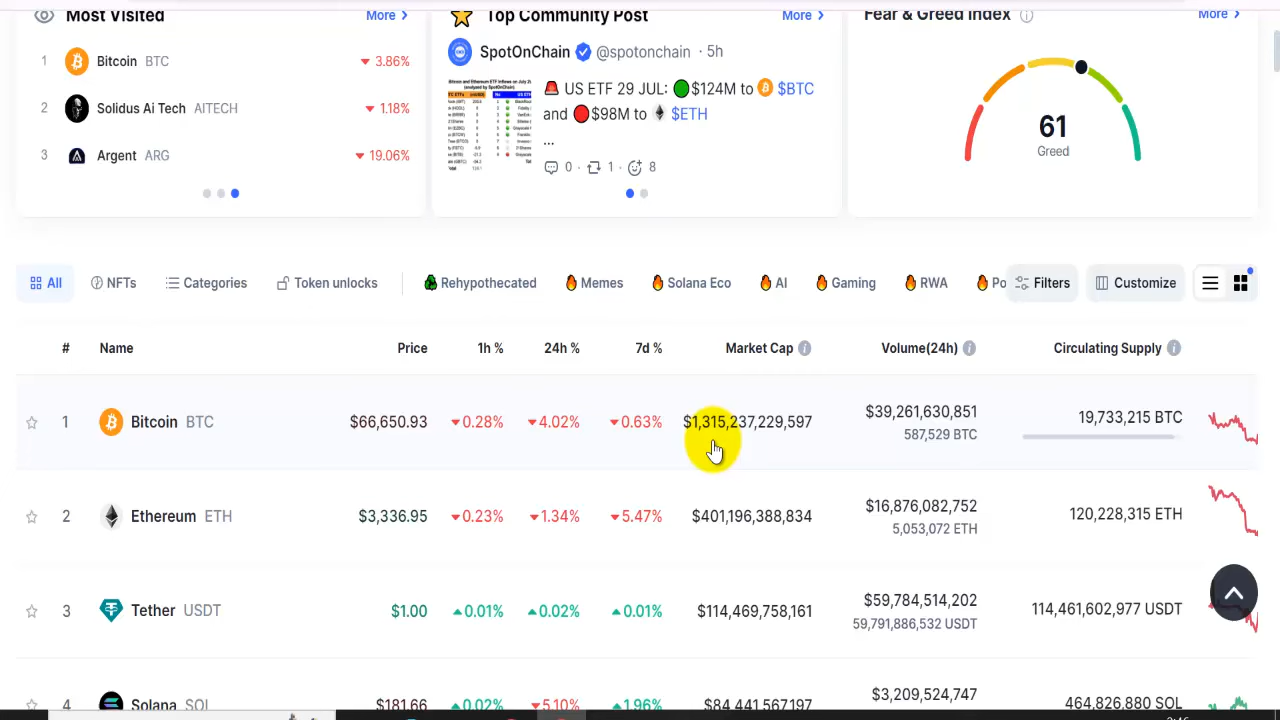 Most Visited
More >
1 Bitcoin BTC 3.86%
2 Solidus Ai Tech AITECH 1.18%
3 Argent ARG 19.06%
Top Community Post
More >
SpotOnChain @spotonchain · 5h
US ETF 29 JUL: $124M to $BTC
and $98M to $ETH
...
0 · 1 · 8
Fear & Greed Index
More >
61
Greed
All NFTs Categories Token unlocks Rehypothecated Memes Solana Eco AI Gaming RWA Po Filters Customize
# Name Price 1h % 24h % 7d % Market Cap Volume(24h) Circulating Supply
1 Bitcoin BTC $66,650.93 0.28% 4.02% 0.63% $1,315,237,229,597 $39,261,630,851 19,733,215 BTC
587,529 BTC
2 Ethereum ETH $3,336.95 0.23% 1.34% 5.47% $401,196,388,834 $16,876,082,752 120,228,315 ETH
5,053,072 ETH
3 Tether USDT $1.00 0.01% 0.02% 0.01% $114,469,758,161 $59,784,514,202 114,461,602,977 USDT
59,791,886,532 USDT
4 Solana SOL $181.66 0.02% 5.10% 1.96% $84,441,567,197 $3,209,524,747 464,826,880 SOL